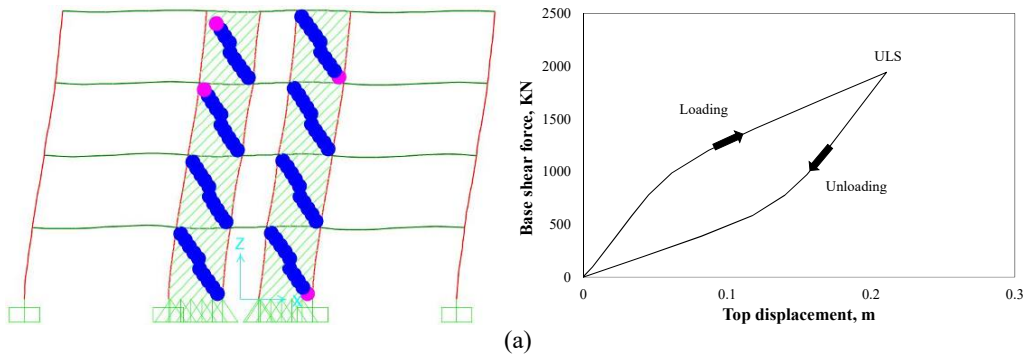 Z
X
Base shear force, KN
2500
2000
1500
1000
500
0
ULS
Loading
Unloading
0
0.1
0.2
0.3
Top displacement, m
(a)